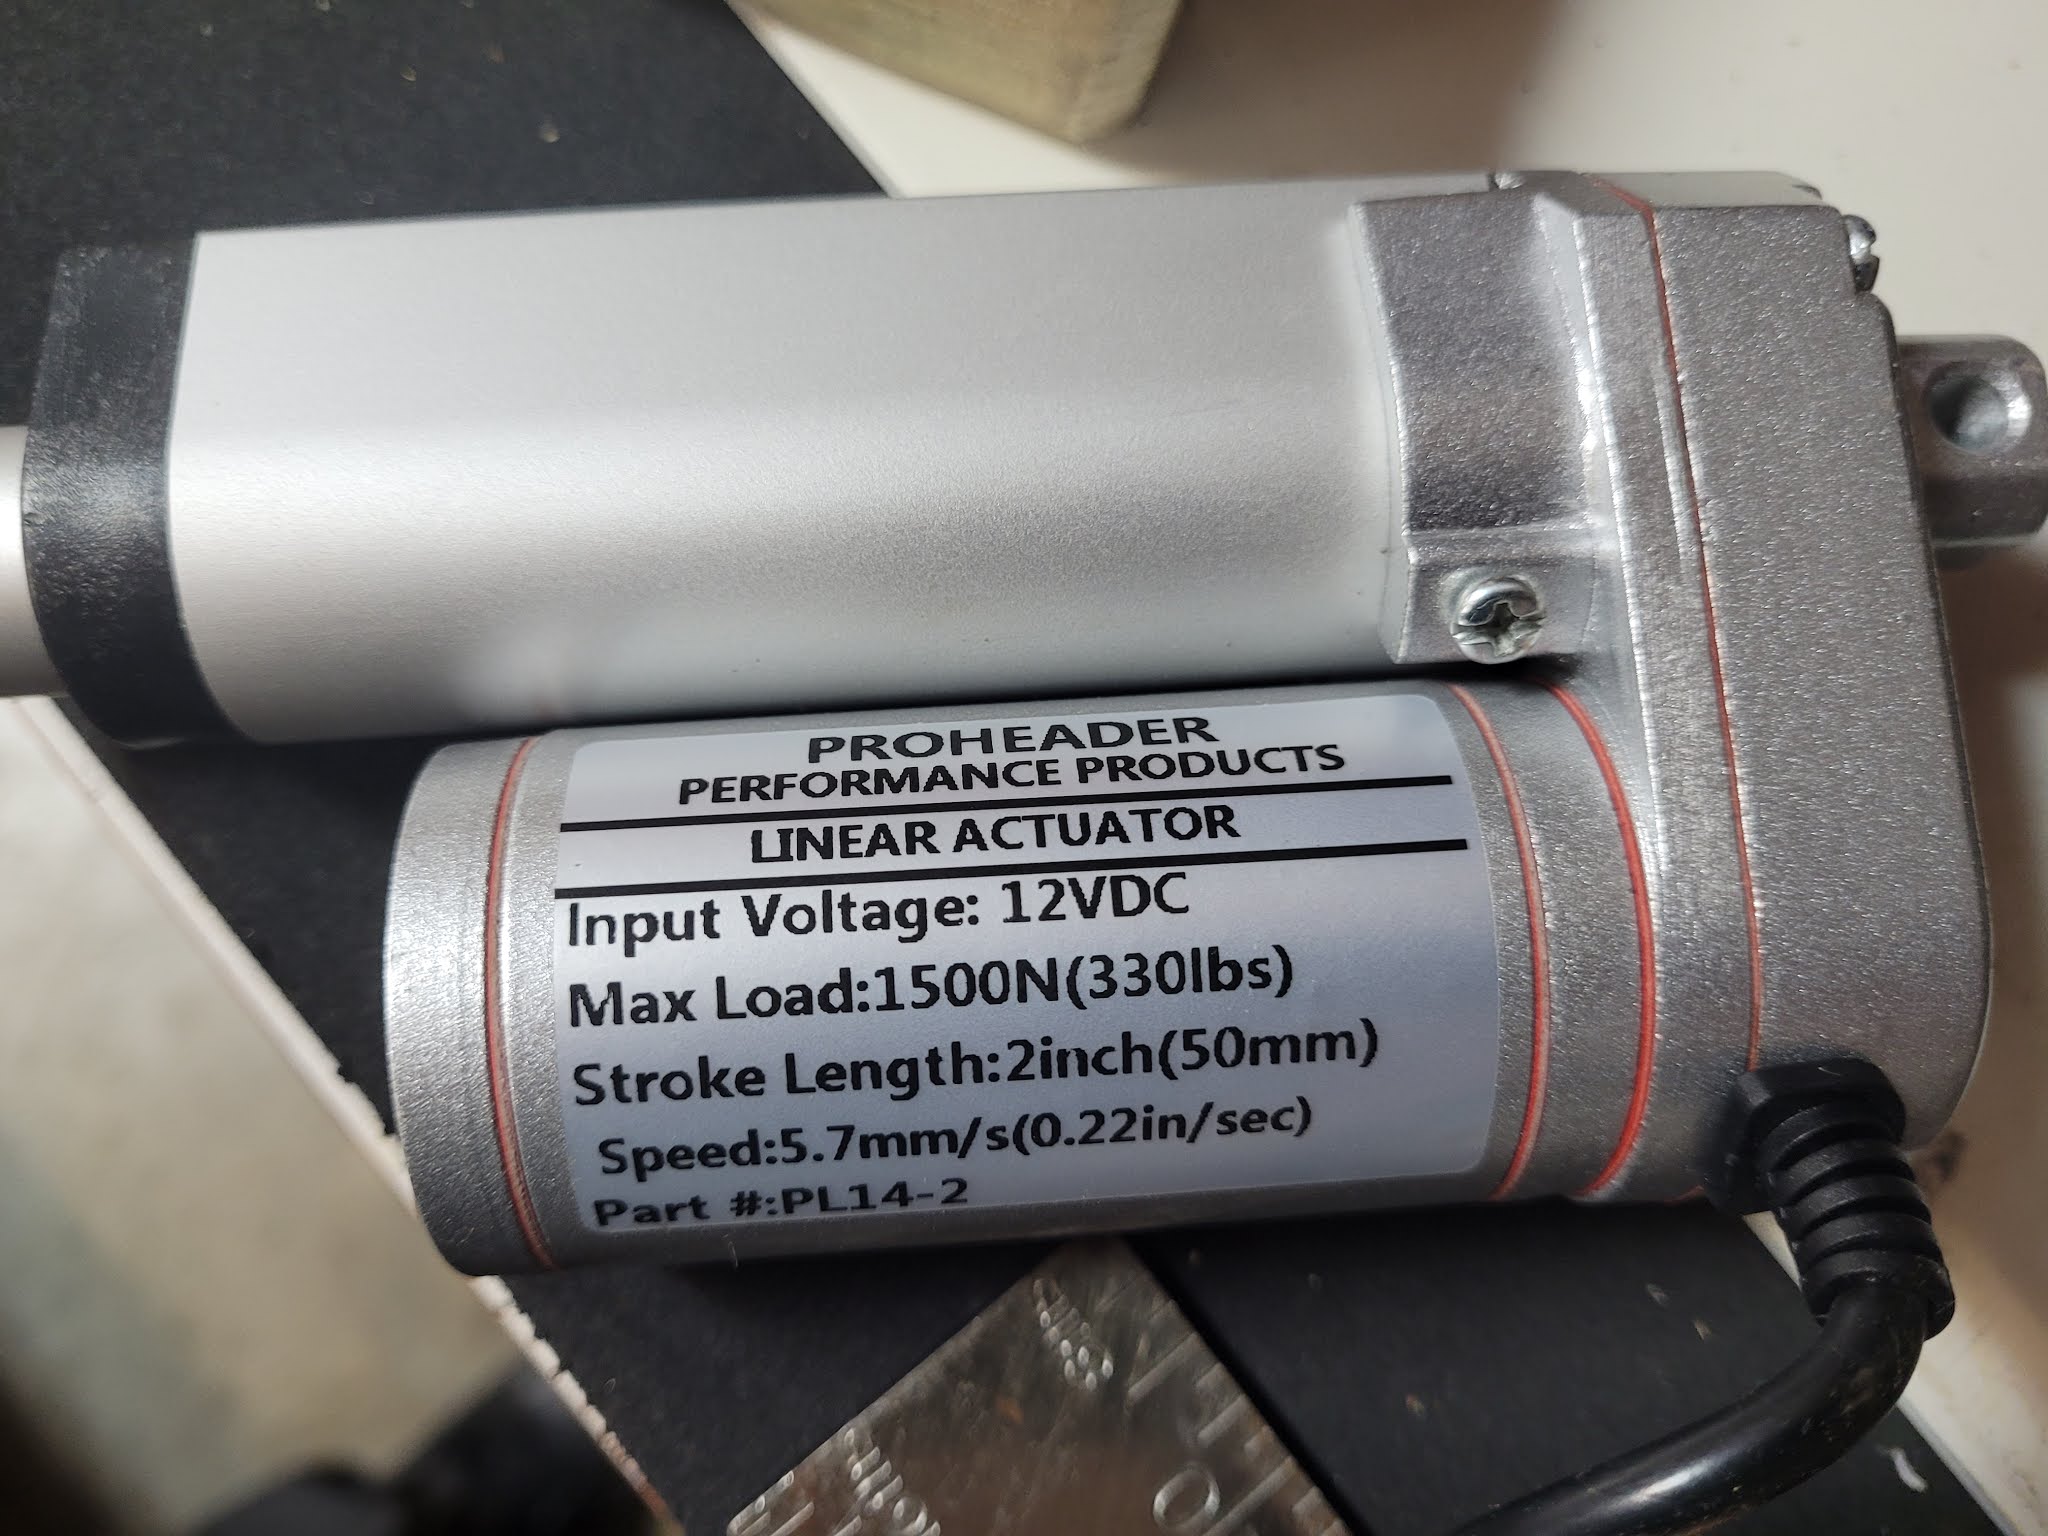 PROHEADER
PERFORMANCE PRODUCTS
LINEAR ACTUATOR
Input Voltage: 12VDC
Max Load:1500N(330lbs)
Stroke Length:2inch(50mm)
Speed:5.7mm/s(0.22in/sec)
Part #:PL14-2